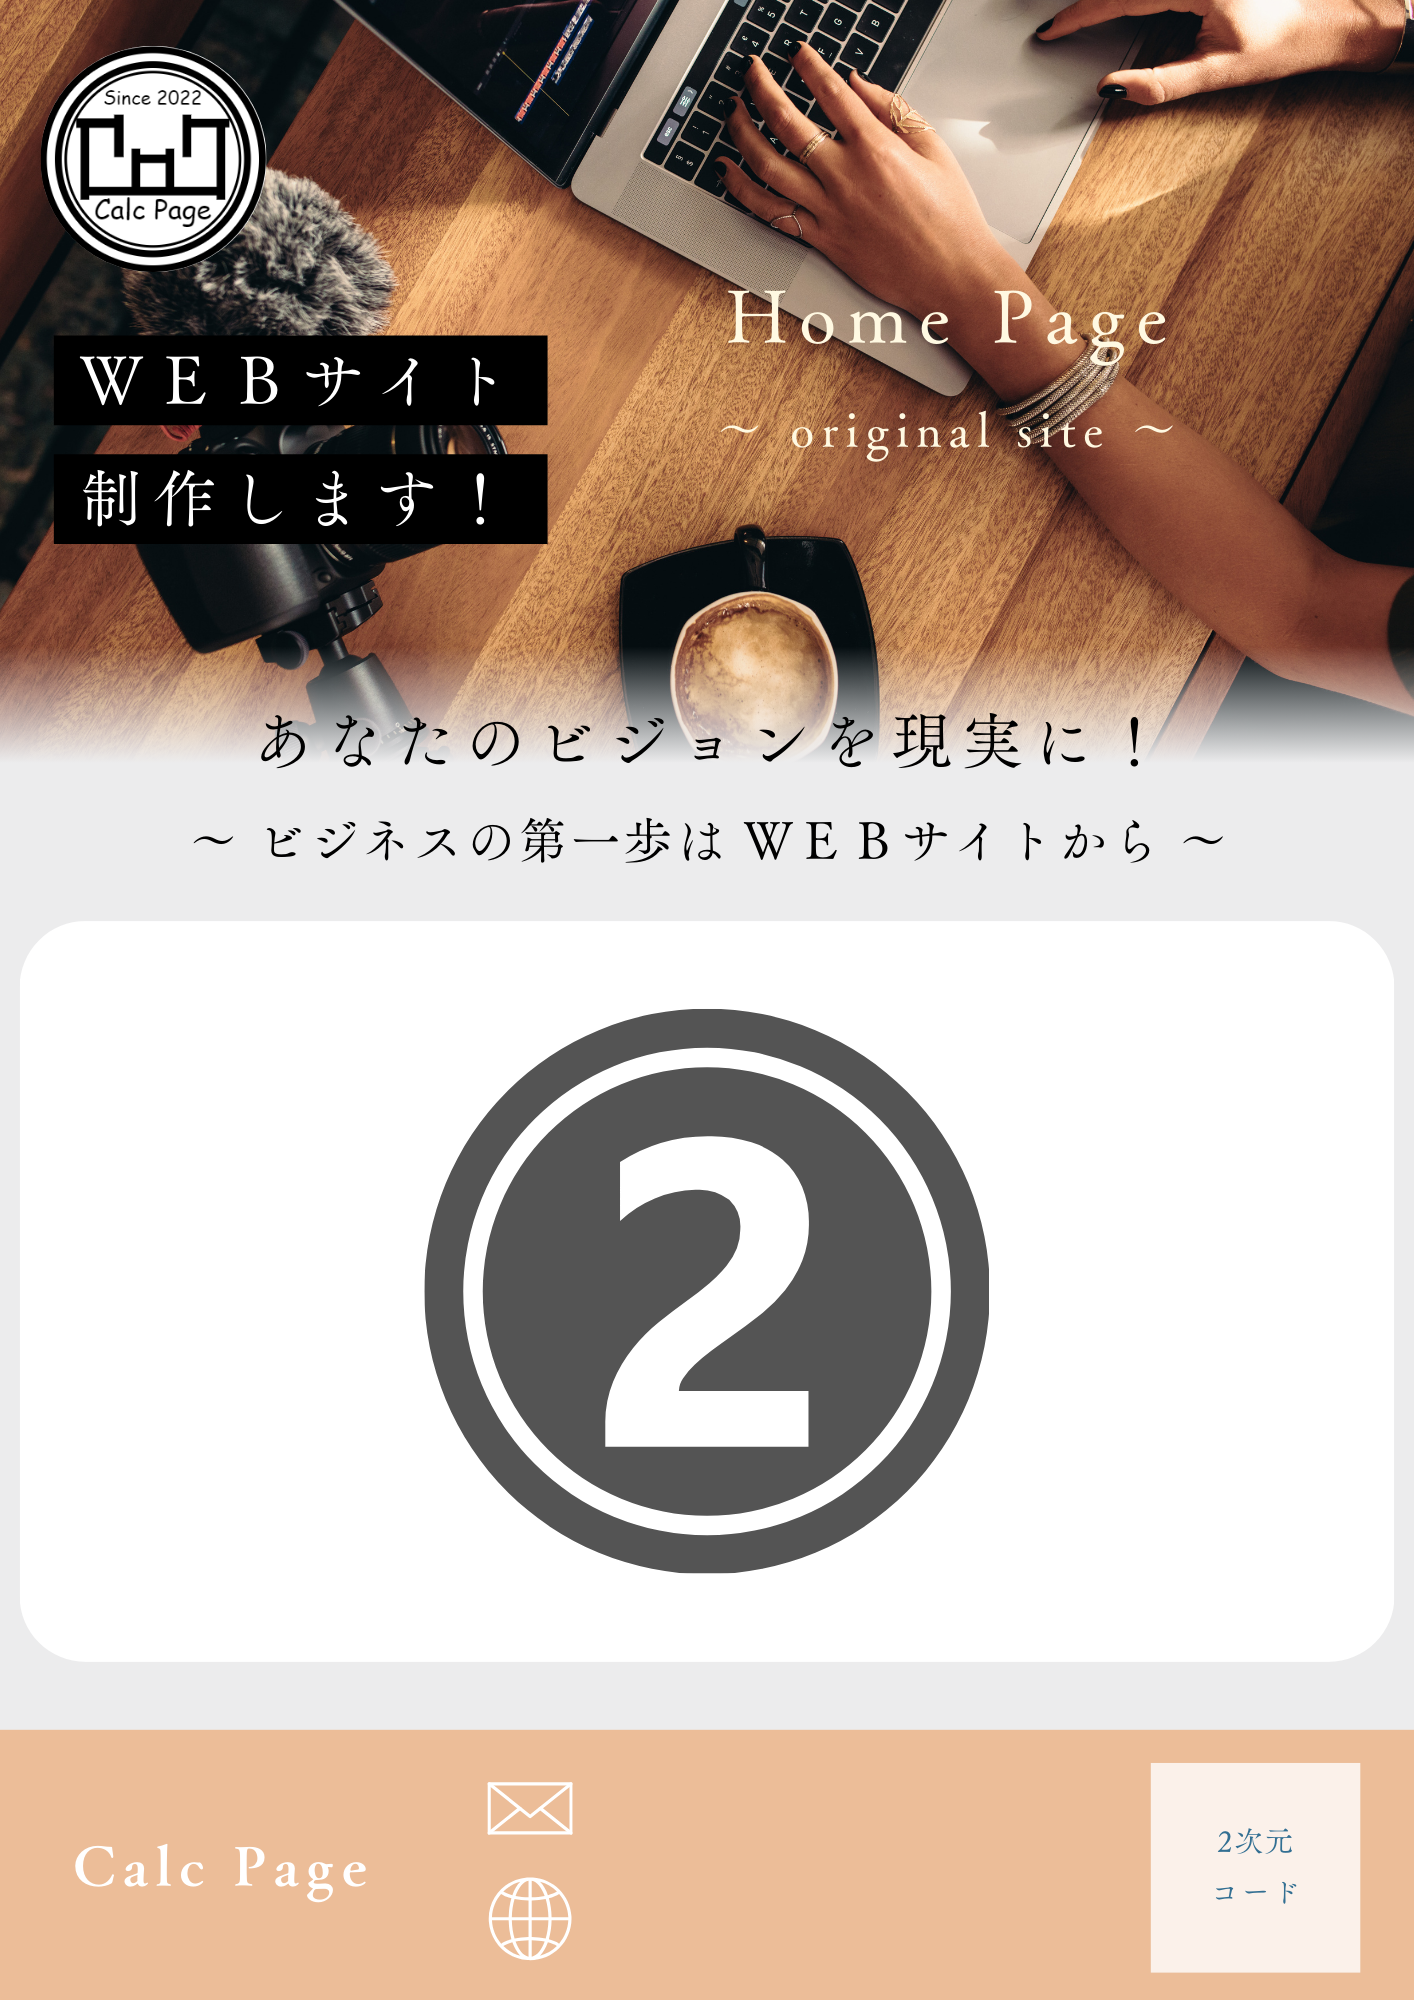 Since 2022
Calc Page
WEBサイト
制作します！
Home Page
～ original site ～
あなたのビジョンを現実に！
～ ビジネスの第一歩はWEBサイトから ～
2
Calc Page
2次元
コード